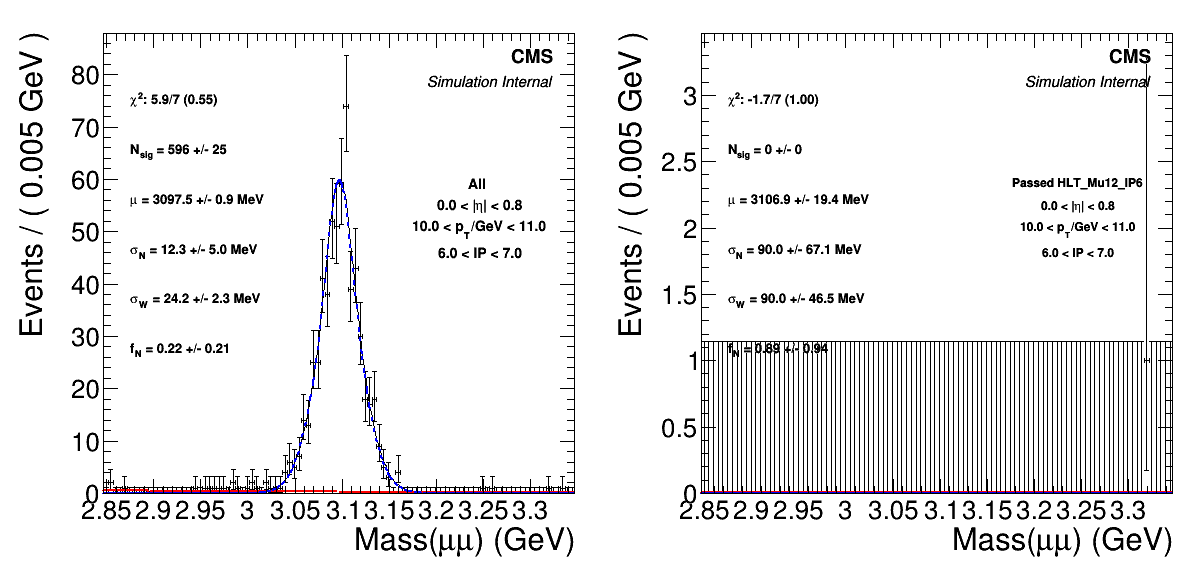 Events / ( 0.005 GeV )
CMS
Simulation Internal
χ²: 5.9/7 (0.55)
N_sig = 596 +/- 25
μ = 3097.5 +/- 0.9 MeV
σ_N = 12.3 +/- 5.0 MeV
σ_W = 24.2 +/- 2.3 MeV
f_N = 0.22 +/- 0.21
All
0.0 < |η| < 0.8
10.0 < p_T/GeV < 11.0
6.0 < IP < 7.0
80
70
60
50
40
30
20
10
0
2.85 2.9 2.95 3 3.05 3.1 3.15 3.2 3.25 3.3
Mass(μμ) (GeV)
Events / ( 0.005 GeV )
CMS
Simulation Internal
χ²: -1.7/7 (1.00)
N_sig = 0 +/- 0
μ = 3106.9 +/- 19.4 MeV
σ_N = 90.0 +/- 67.1 MeV
σ_W = 90.0 +/- 46.5 MeV
f_N = 0.89 +/- 0.94
Passed HLT_Mu12_IP6
0.0 < |η| < 0.8
10.0 < p_T/GeV < 11.0
6.0 < IP < 7.0
3
2.5
2
1.5
1
0.5
0
2.85 2.9 2.95 3 3.05 3.1 3.15 3.2 3.25 3.3
Mass(μμ) (GeV)